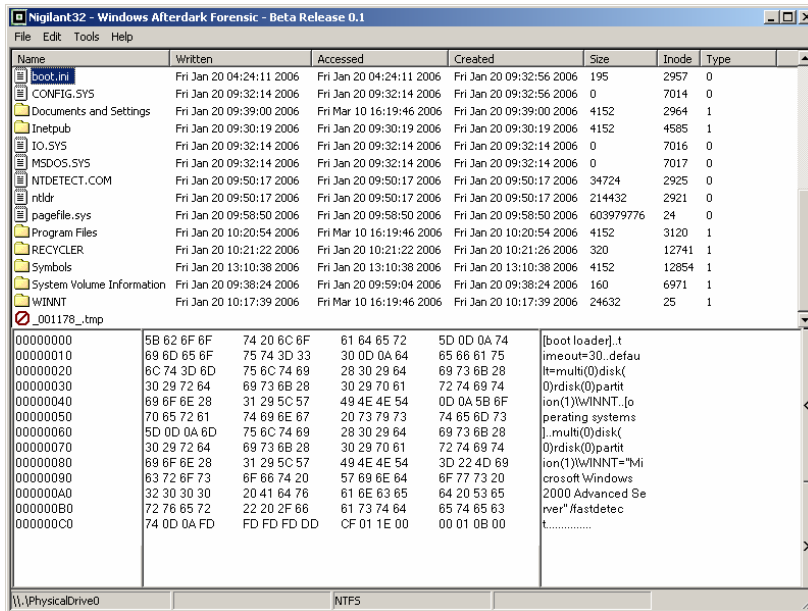 Nigilant32 - Windows Afterdark Forensic - Beta Release 0.1
File Edit Tools Help
Name Written Accessed Created Size Inode Type
boot.ini Fri Jan 20 04:24:11 2006 Fri Jan 20 04:24:11 2006 Fri Jan 20 09:32:56 2006 195 2957 0
CONFIG.SYS Fri Jan 20 09:32:14 2006 Fri Jan 20 09:32:14 2006 Fri Jan 20 09:32:56 2006 0 7014 0
Documents and Settings Fri Jan 20 09:39:00 2006 Fri Mar 10 16:19:46 2006 Fri Jan 20 09:39:00 2006 4152 2964 1
Inetpub Fri Jan 20 09:30:19 2006 Fri Jan 20 09:30:19 2006 Fri Jan 20 09:30:19 2006 4152 4585 1
IO.SYS Fri Jan 20 09:32:14 2006 Fri Jan 20 09:32:14 2006 Fri Jan 20 09:32:14 2006 0 7016 0
MSDOS.SYS Fri Jan 20 09:32:14 2006 Fri Jan 20 09:32:14 2006 Fri Jan 20 09:32:14 2006 0 7017 0
NTDETECT.COM Fri Jan 20 09:50:17 2006 Fri Jan 20 09:50:17 2006 Fri Jan 20 09:50:17 2006 34724 2925 0
ntldr Fri Jan 20 09:50:17 2006 Fri Jan 20 09:50:17 2006 Fri Jan 20 09:50:17 2006 214432 2921 0
pagefile.sys Fri Jan 20 09:58:50 2006 Fri Jan 20 09:58:50 2006 Fri Jan 20 09:58:50 2006 603979776 24 0
Program Files Fri Jan 20 10:20:54 2006 Fri Mar 10 16:19:46 2006 Fri Jan 20 10:20:54 2006 4152 3120 1
RECYCLER Fri Jan 20 10:21:22 2006 Fri Jan 20 10:21:22 2006 Fri Jan 20 10:21:26 2006 320 12741 1
Symbols Fri Jan 20 13:10:38 2006 Fri Jan 20 13:10:38 2006 Fri Jan 20 13:10:38 2006 4152 12854 1
System Volume Information Fri Jan 20 09:38:24 2006 Fri Jan 20 09:59:04 2006 Fri Jan 20 09:38:24 2006 160 6971 1
WINNT Fri Jan 20 10:17:39 2006 Fri Mar 10 16:19:46 2006 Fri Jan 20 10:17:39 2006 24632 25 1
_001178_.tmp
00000000 5B 62 6F 6F 74 20 6C 6F 61 64 65 72 5D 0D 0A 74 [boot loader]..t
00000010 69 6D 65 6F 75 74 3D 33 30 0D 0A 64 65 66 61 75 imeout=30..defau
00000020 6C 74 3D 6D 75 6C 74 69 28 30 29 64 69 73 6B 28 lt=multi(0)disk(
00000030 30 29 72 64 69 73 6B 28 30 29 70 61 72 74 69 74 0)rdisk(0)partit
00000040 69 6F 6E 28 31 29 5C 57 49 4E 4E 54 0D 0A 5B 6F ion(1)\WINNT..[o
00000050 70 65 72 61 74 69 6E 67 20 73 79 73 74 65 6D 73 perating systems
00000060 5D 0D 0A 6D 75 6C 74 69 28 30 29 64 69 73 6B 28 ]..multi(0)disk(
00000070 30 29 72 64 69 73 6B 28 30 29 70 61 72 74 69 74 0)rdisk(0)partit
00000080 69 6F 6E 28 31 29 5C 57 49 4E 4E 54 3D 22 4D 69 ion(1)\WINNT="Mi
00000090 63 72 6F 73 6F 66 74 20 57 69 6E 64 6F 77 73 20 crosoft Windows
000000A0 32 30 30 30 20 41 64 76 61 6E 63 65 64 20 53 65 2000 Advanced Se
000000B0 72 76 65 72 22 20 2F 66 61 73 74 64 65 74 65 63 rver" /fastdetec
000000C0 74 0D 0A FD FD FD FD DD CF 01 1E 00 00 01 0B 00 t...............
\\.\PhysicalDrive0 NTFS